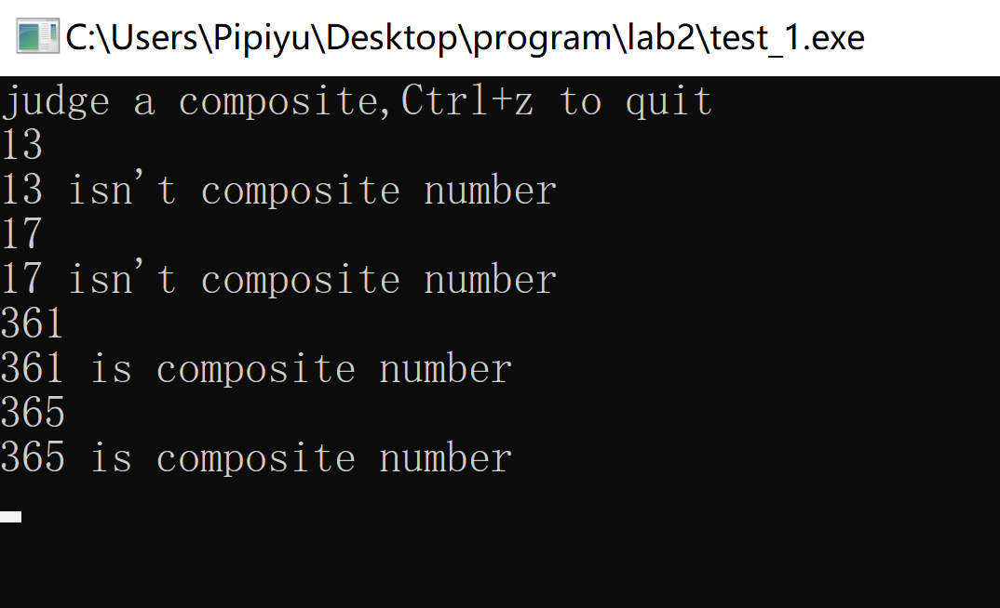 C:\Users\Pipiyu\Desktop\program\lab2\test_1.exe
judge a composite,Ctrl+z to quit
13
13 isn't composite number
17
17 isn't composite number
361
361 is composite number
365
365 is composite number